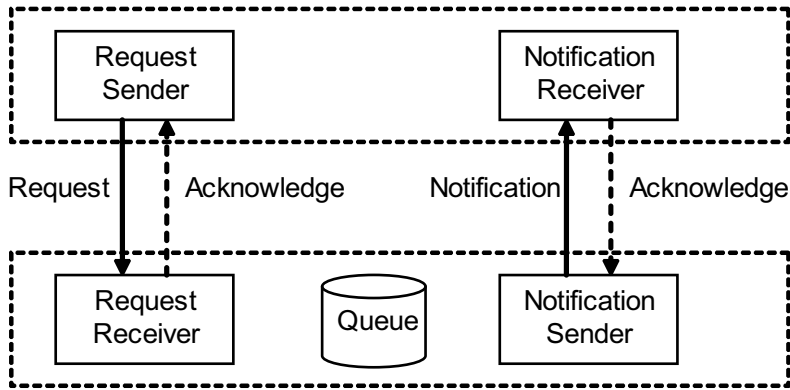 Request
Sender
Notification
Receiver
Request
Acknowledge
Notification
Acknowledge
Request
Receiver
Queue
Notification
Sender